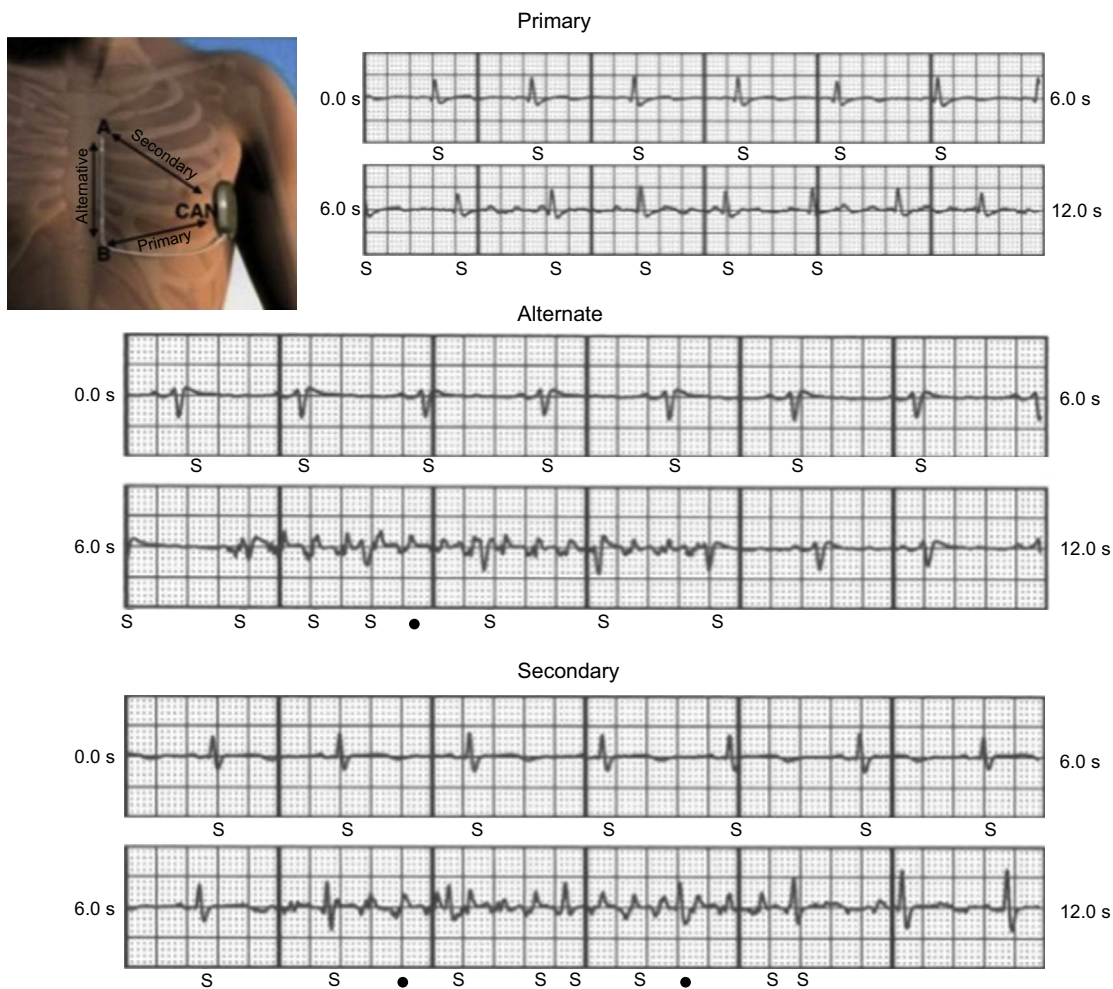 Primary
A
Secondary
Alternative
CAN
Primary
B
0.0 s
6.0 s
S S S S S S
6.0 s
12.0 s
S S S S S S
Alternate
0.0 s
6.0 s
S S S S S S S
6.0 s
12.0 s
S S S S ● S S S
Secondary
0.0 s
6.0 s
S S S S S S S
6.0 s
12.0 s
S S ● S S S S ● S S